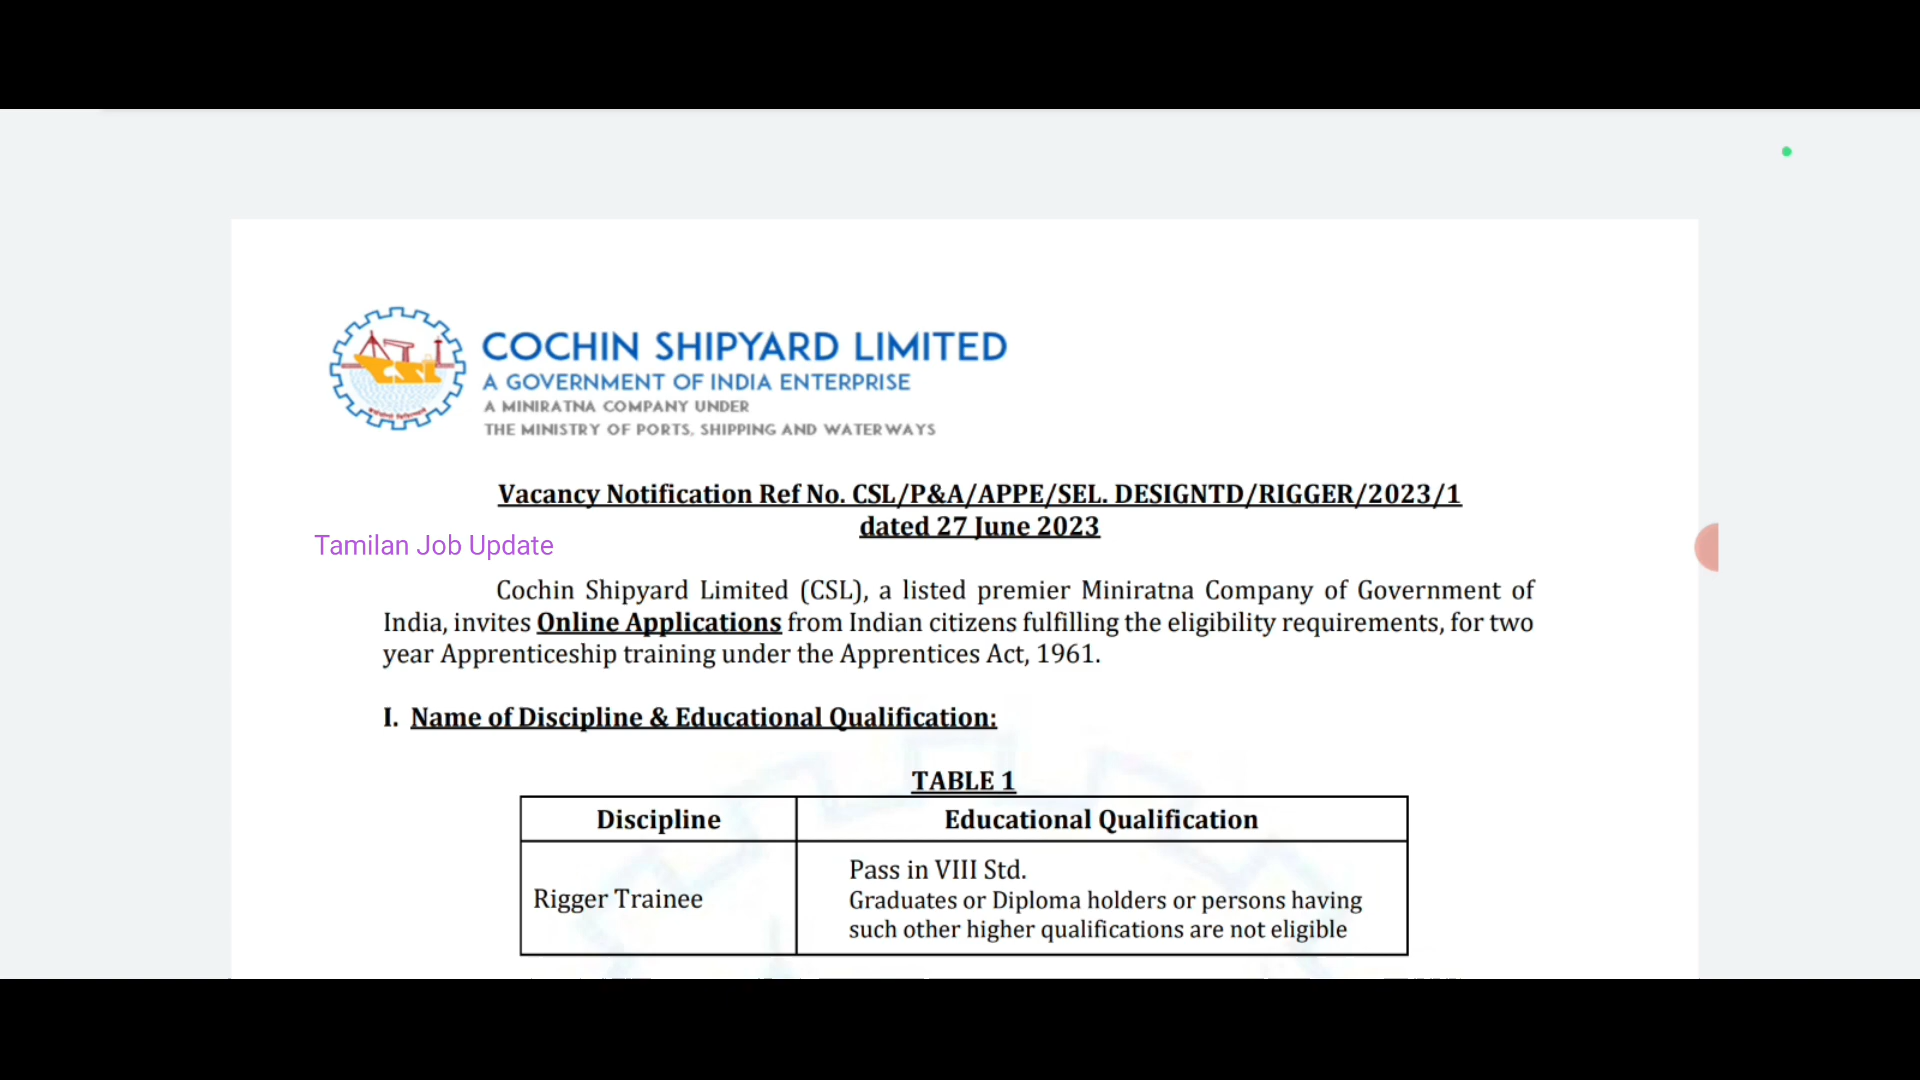 COCHIN SHIPYARD LIMITED
A GOVERNMENT OF INDIA ENTERPRISE
A MINIRATNA COMPANY UNDER
THE MINISTRY OF PORTS, SHIPPING AND WATERWAYS
Vacancy Notification Ref No. CSL/P&A/APPE/SEL. DESIGNTD/RIGGER/2023/1
dated 27 June 2023
Tamilan Job Update
Cochin Shipyard Limited (CSL), a listed premier Miniratna Company of Government of
India, invites Online Applications from Indian citizens fulfilling the eligibility requirements, for two
year Apprenticeship training under the Apprentices Act, 1961.
I. Name of Discipline & Educational Qualification:
TABLE 1
Discipline Educational Qualification
Pass in VIII Std.
Rigger Trainee Graduates or Diploma holders or persons having
such other higher qualifications are not eligible